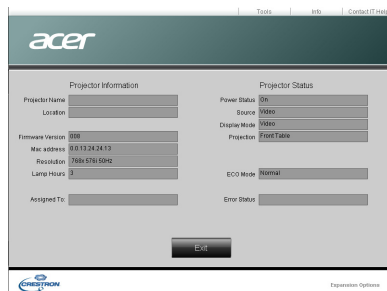 Tools Info Contact IT Help
acer
Projector Information Projector Status
Projector Name Power Status On
Location Source Video
Display Mode Video
Firmware Version 008 Projection Front Table
Mac address 0.0.13.24.24.13
Resolution 768x 576i 50Hz
Lamp Hours 3 ECO Mode Normal
Assigned To: Error Status
Exit
CRESTRON Expansion Options